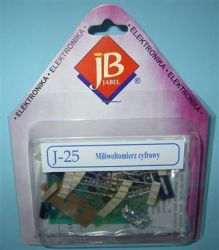 • ELEKTRONIKA •
• ELEKTRONIKA •
• ELEKTRONIKA •
• ELEKTRONIKA •
JB
JABEL
®
J-25
Miliwoltomierz cyfrowy